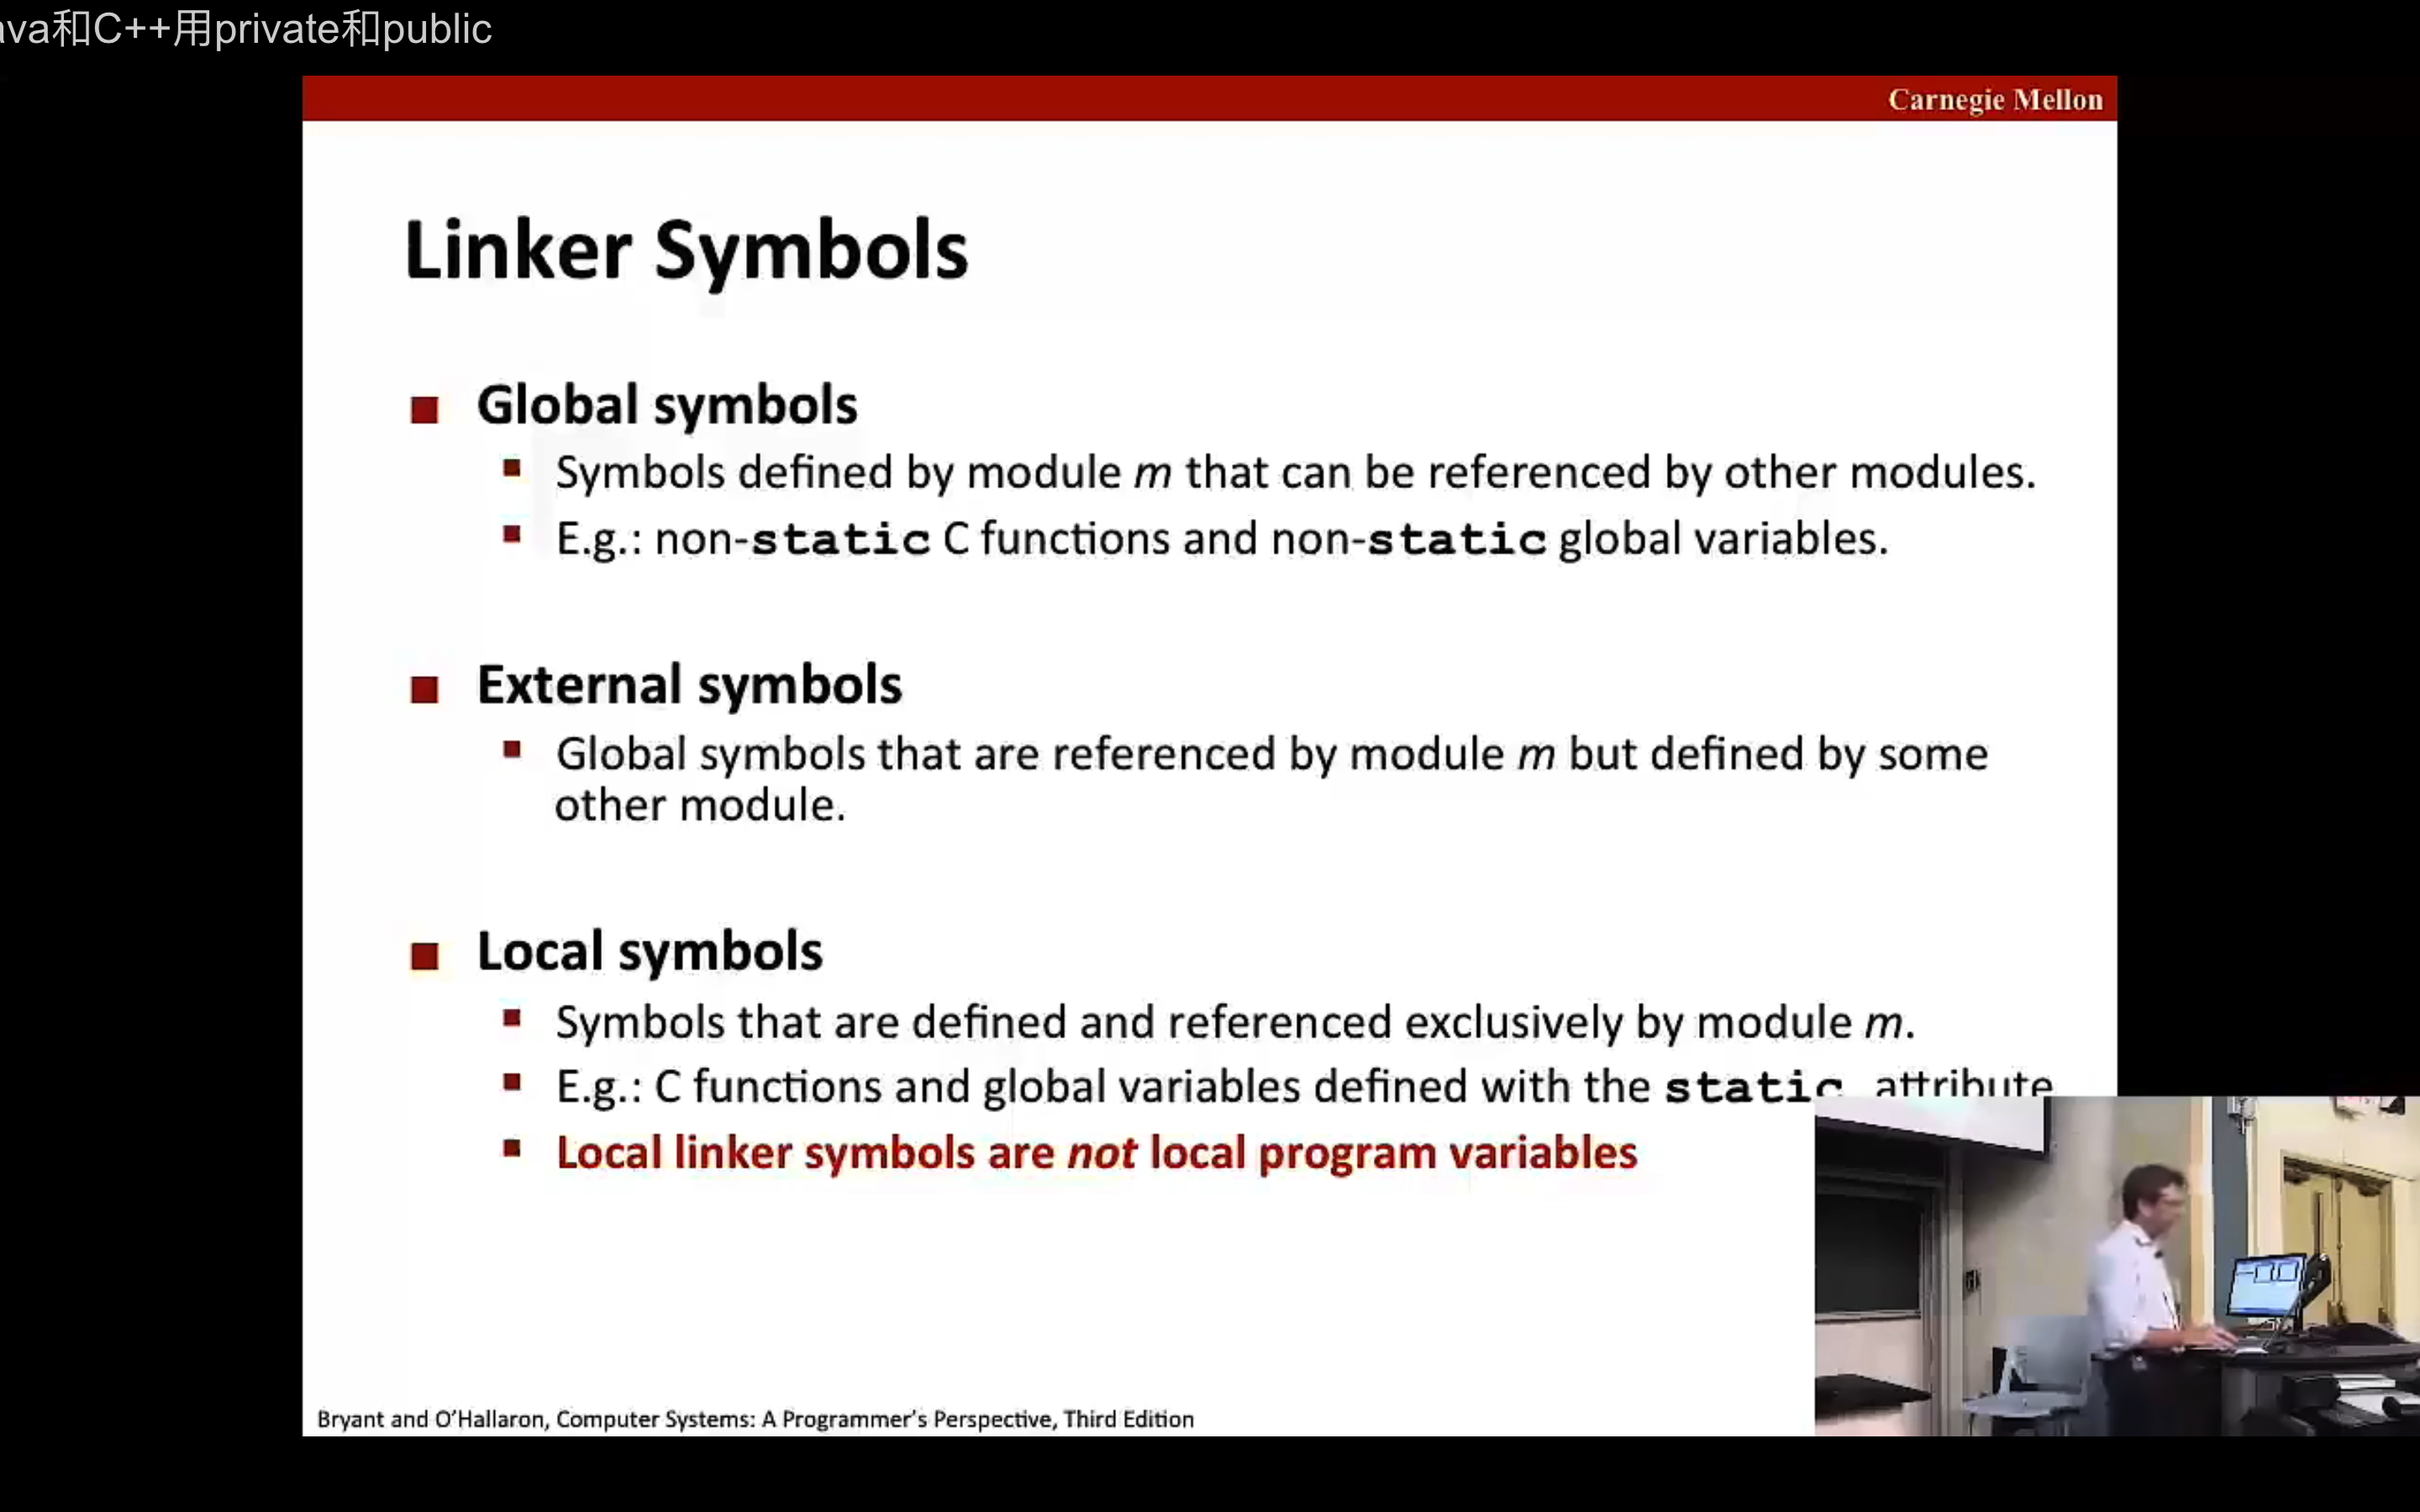 ava和C++用private和public
Carnegie Mellon
Linker Symbols
Global symbols
Symbols defined by module m that can be referenced by other modules.
E.g.: non-static C functions and non-static global variables.
External symbols
Global symbols that are referenced by module m but defined by some
other module.
Local symbols
Symbols that are defined and referenced exclusively by module m.
E.g.: C functions and global variables defined with the static attribute
Local linker symbols are not local program variables
Bryant and O'Hallaron, Computer Systems: A Programmer's Perspective, Third Edition